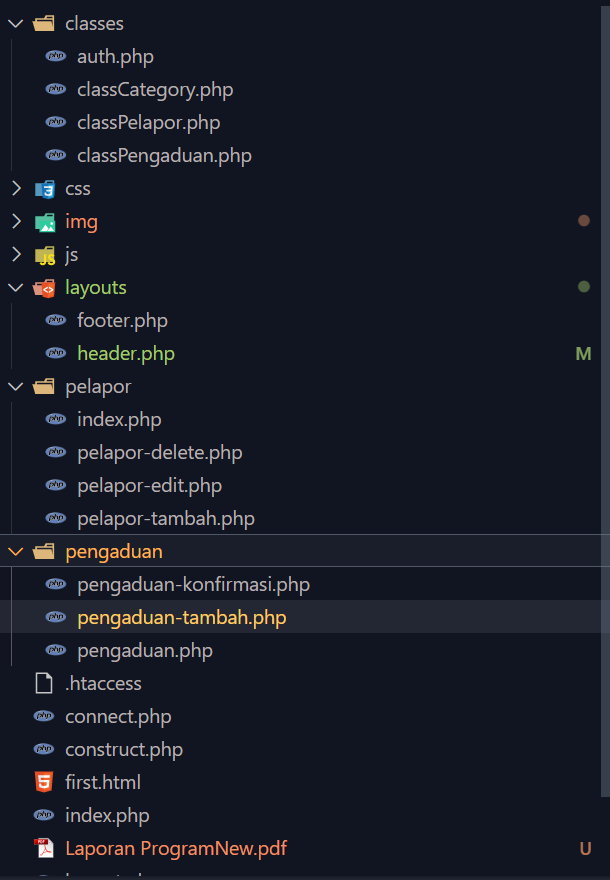 classes
auth.php
classCategory.php
classPelapor.php
classPengaduan.php
css
img
js
layouts
footer.php
header.php M
pelapor
index.php
pelapor-delete.php
pelapor-edit.php
pelapor-tambah.php
pengaduan
pengaduan-konfirmasi.php
pengaduan-tambah.php
pengaduan.php
.htaccess
connect.php
construct.php
first.html
index.php
Laporan ProgramNew.pdf U